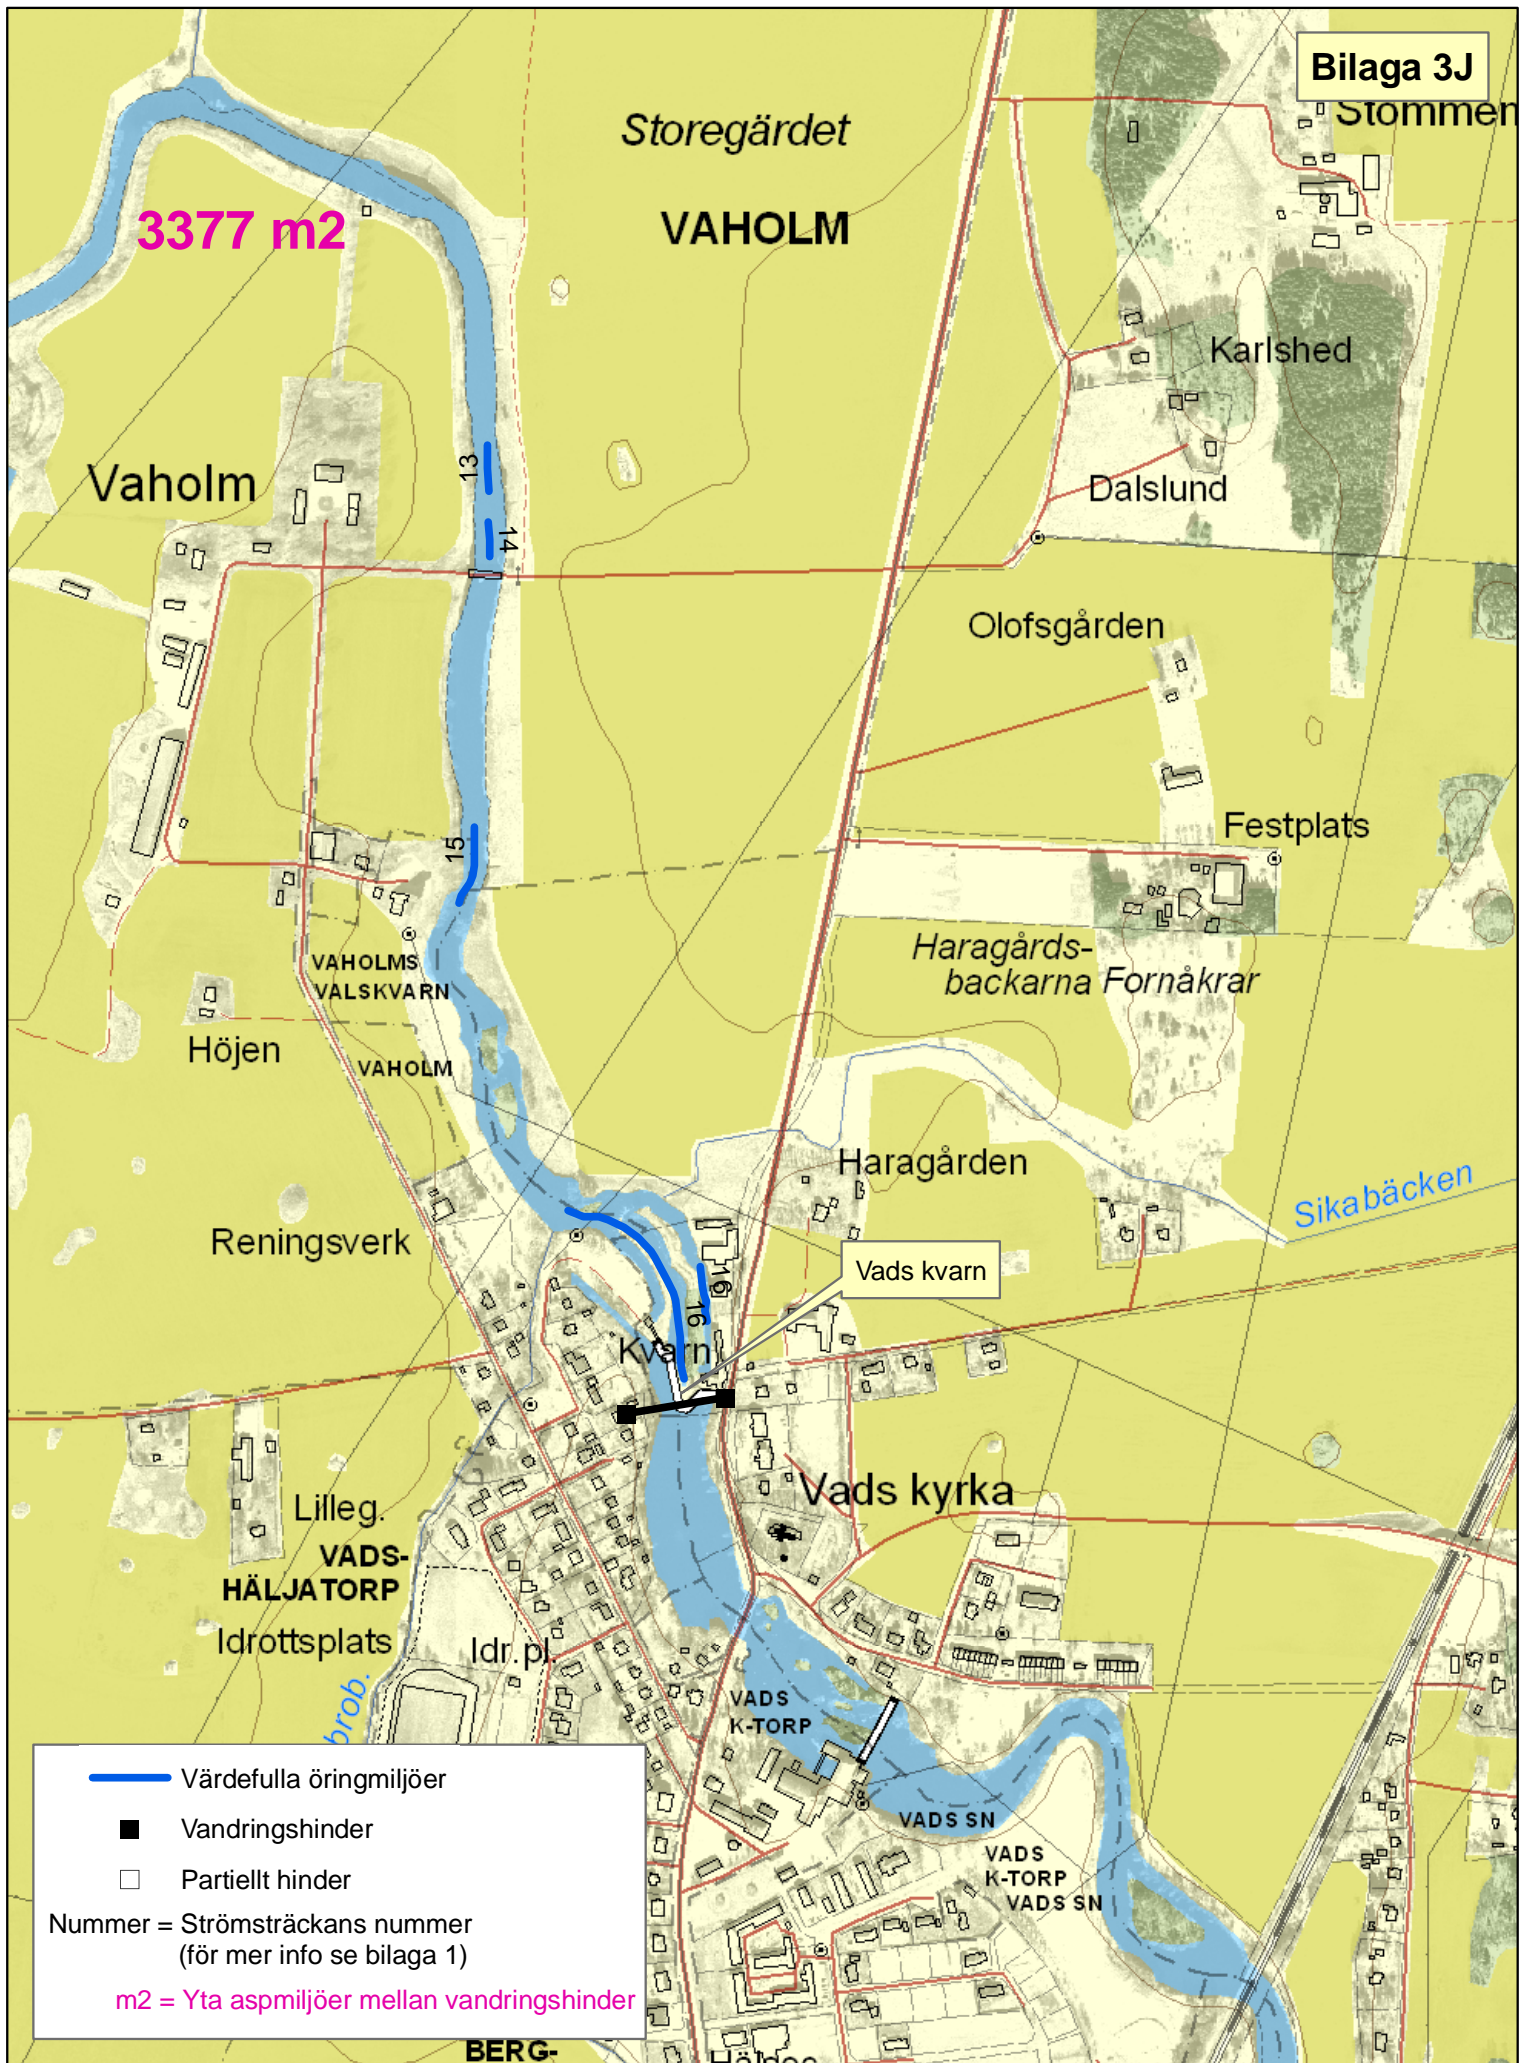 Bilaga 3J
Stommen
Storegärdet
3377 m2
VAHOLM
Karlshed
Vaholm
13
Dalslund
14
Olofsgården
Festplats
15
Haragårds-
backarna Fornåkrar
VAHOLMS
VALSKVARN
Höjen
VAHOLM
Haragården
Sikabäcken
Reningsverk
Vads kvarn
16
16
Kvarn
Vads kyrka
Lilleg.
VADS-
HÄLJATORP
Idrottsplats
Idr.pl.
brob.
VADS
K-TORP
VADS SN
VADS
K-TORP
VADS SN
Värdefulla öringmiljöer
Vandringshinder
Partiellt hinder
Nummer = Strömsträckans nummer
(för mer info se bilaga 1)
m2 = Yta aspmiljöer mellan vandringshinder
BERG-